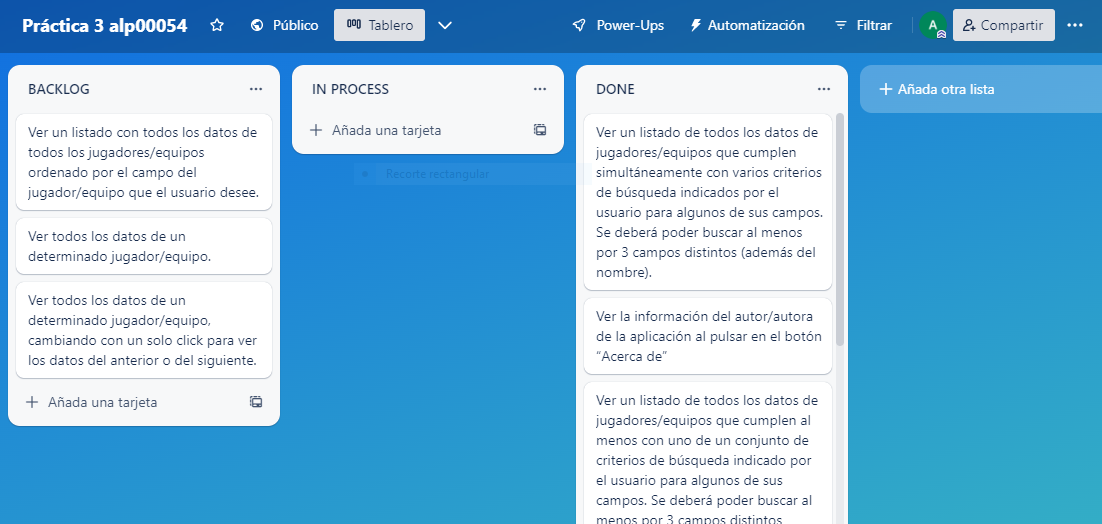 Práctica 3 alp00054
Público
Tablero
Power-Ups
Automatización
Filtrar
A
Compartir
BACKLOG
Ver un listado con todos los datos de
todos los jugadores/equipos
ordenado por el campo del
jugador/equipo que el usuario desee.
Ver todos los datos de un
determinado jugador/equipo.
Ver todos los datos de un
determinado jugador/equipo,
cambiando con un solo click para ver
los datos del anterior o del siguiente.
Añada una tarjeta
IN PROCESS
Añada una tarjeta
Recorte rectangular
DONE
Ver un listado de todos los datos de
jugadores/equipos que cumplen
simultáneamente con varios criterios
de búsqueda indicados por el
usuario para algunos de sus campos.
Se deberá poder buscar al menos
por 3 campos distintos (además del
nombre).
Ver la información del autor/autora
de la aplicación al pulsar en el botón
“Acerca de”
Ver un listado de todos los datos de
jugadores/equipos que cumplen al
menos con uno de un conjunto de
criterios de búsqueda indicado por
el usuario para algunos de sus
campos. Se deberá poder buscar al
menos por 3 campos distintos
Añada otra lista